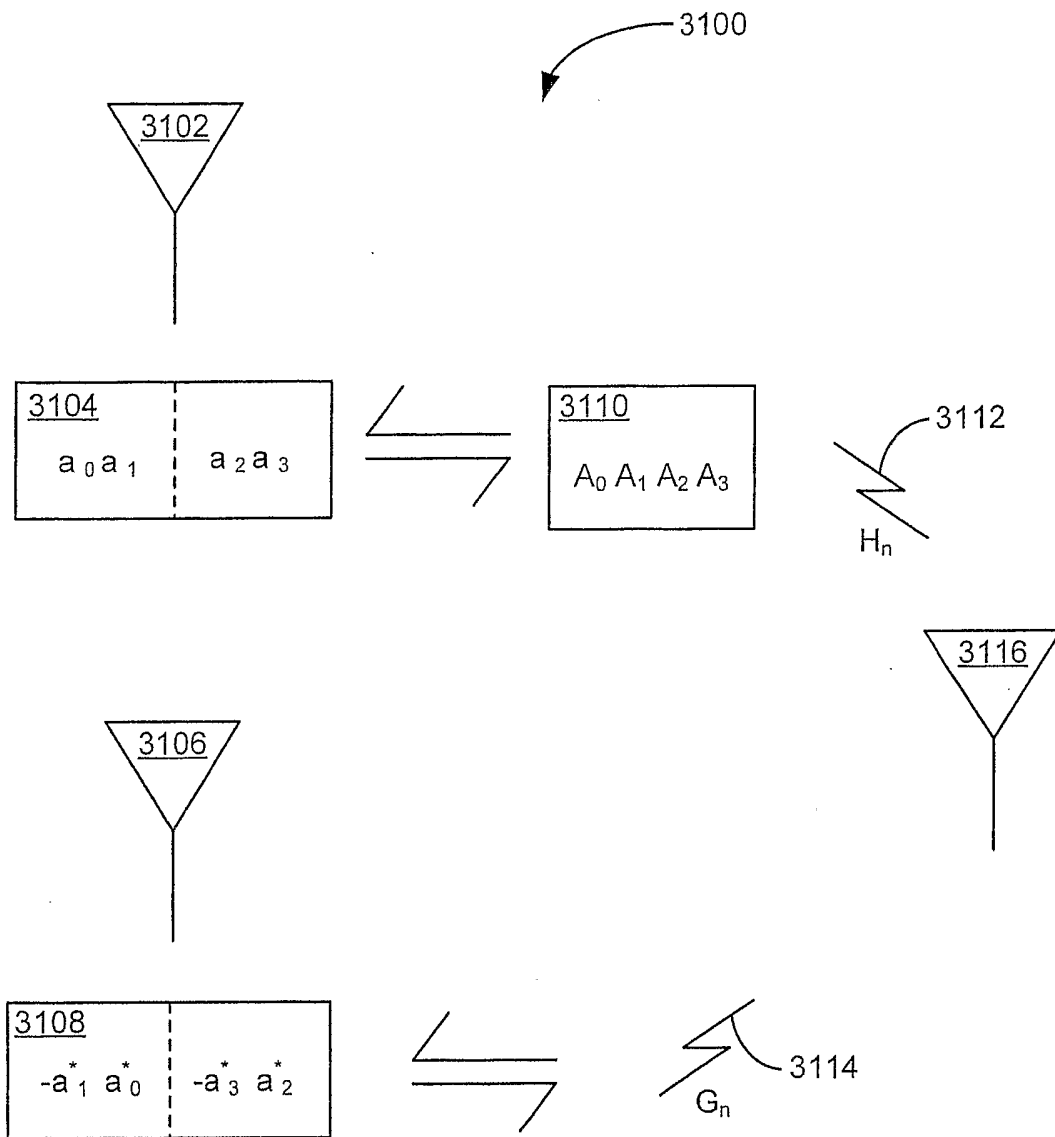 3100
3102
3104
a₀a₁ a₂a₃
3110
A₀ A₁ A₂ A₃
3112
Hₙ
3116
3106
3108
-a*₁ a*₀ -a*₃ a*₂
3114
Gₙ